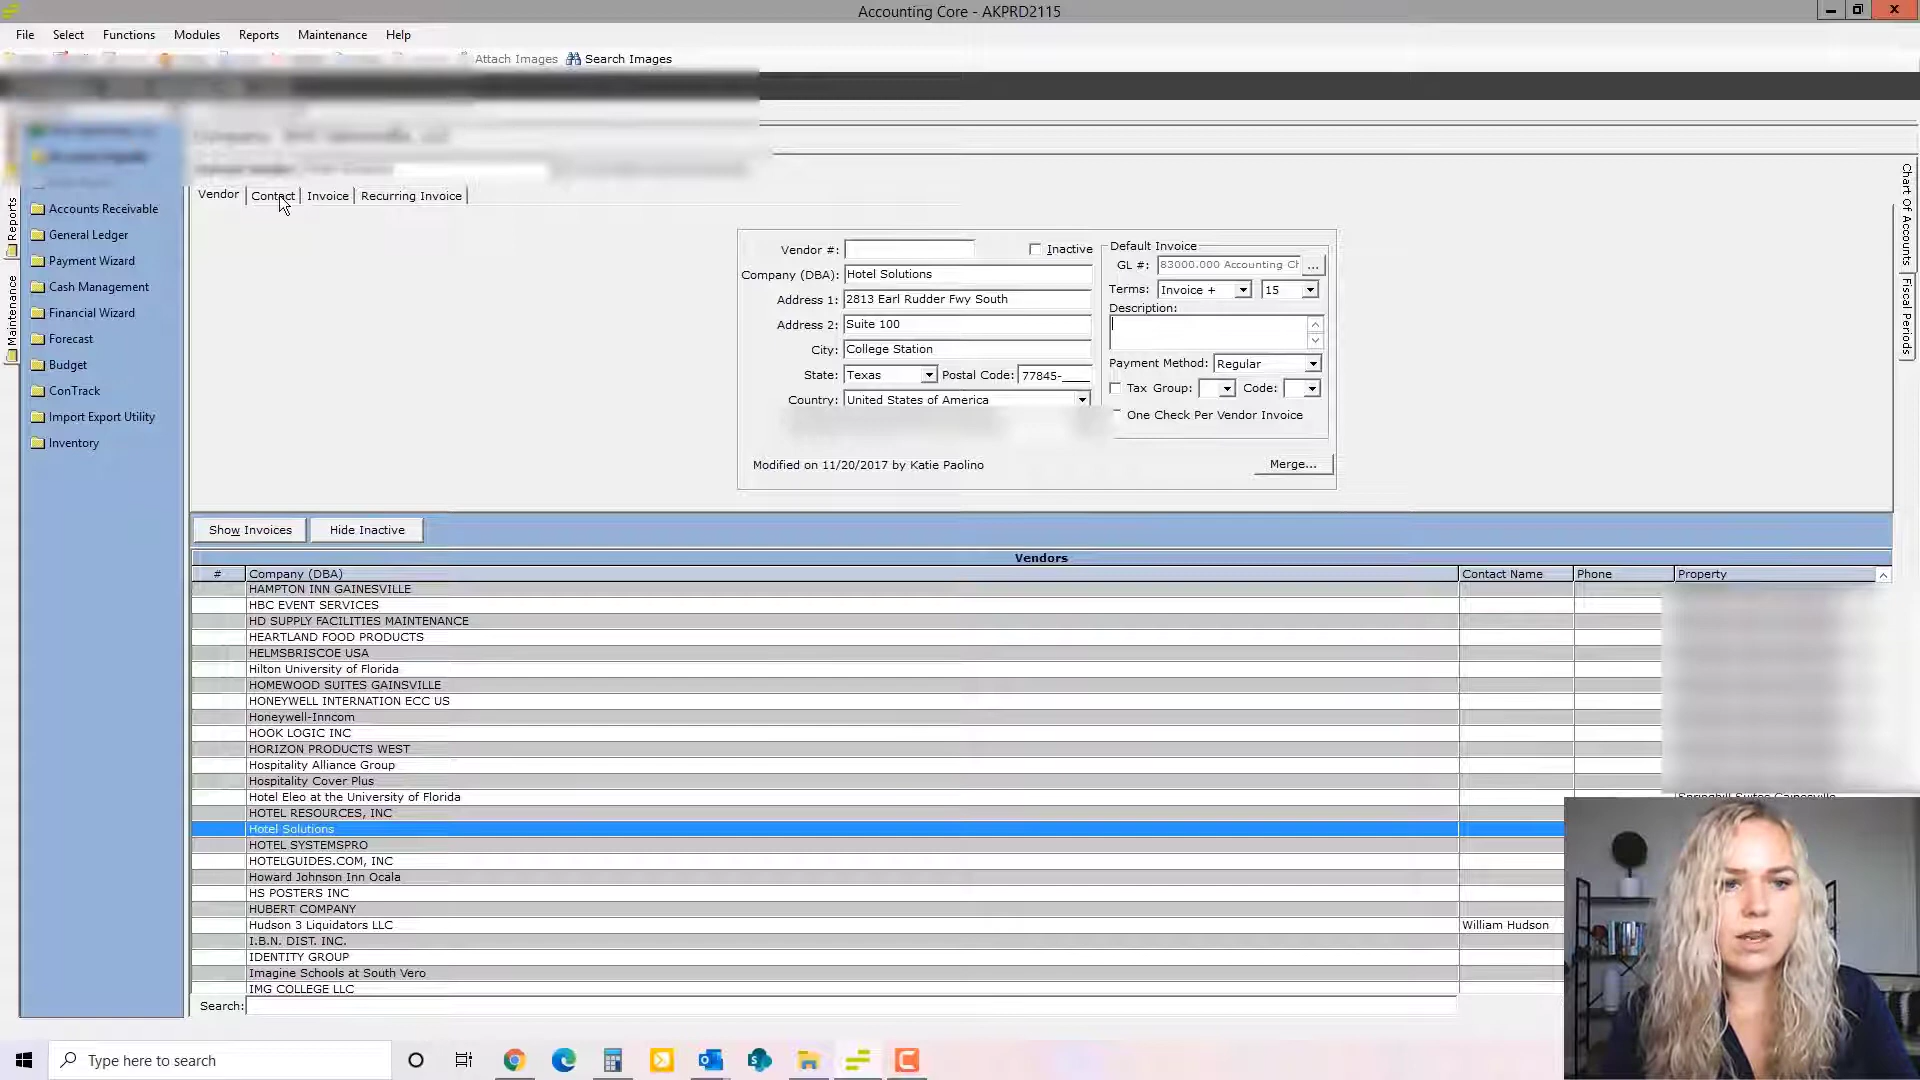 Accounting Core - AKPRD2115
File Select Functions Modules Reports Maintenance Help
Attach Images Search Images
Reports
Maintenance
Accounts Receivable
General Ledger
Payment Wizard
Cash Management
Financial Wizard
Forecast
Budget
ConTrack
Import Export Utility
Inventory
Vendor Contact Invoice Recurring Invoice
Vendor #: Inactive
Company (DBA): Hotel Solutions
Address 1: 2813 Earl Rudder Fwy South
Address 2: Suite 100
City: College Station
State: Texas Postal Code: 77845-____
Country: United States of America
Modified on 11/20/2017 by Katie Paolino
Default Invoice
GL #: 83000.000 Accounting Ch ...
Terms: Invoice + 15
Description:
Payment Method: Regular
Tax Group: Code:
One Check Per Vendor Invoice
Merge...
Chart Of Accounts
Fiscal Periods
Show Invoices Hide Inactive
Vendors
# Company (DBA) Contact Name Phone Property
HAMPTON INN GAINESVILLE
HBC EVENT SERVICES
HD SUPPLY FACILITIES MAINTENANCE
HEARTLAND FOOD PRODUCTS
HELMSBRISCOE USA
Hilton University of Florida
HOMEWOOD SUITES GAINSVILLE
HONEYWELL INTERNATION ECC US
Honeywell-Inncom
HOOK LOGIC INC
HORIZON PRODUCTS WEST
Hospitality Alliance Group
Hospitality Cover Plus
Hotel Eleo at the University of Florida Springhill Suites Gainesville
HOTEL RESOURCES, INC
Hotel Solutions
HOTEL SYSTEMSPRO
HOTELGUIDES.COM, INC
Howard Johnson Inn Ocala
HS POSTERS INC
HUBERT COMPANY
Hudson 3 Liquidators LLC William Hudson
I.B.N. DIST. INC.
IDENTITY GROUP
Imagine Schools at South Vero
IMG COLLEGE LLC
Search:
Type here to search